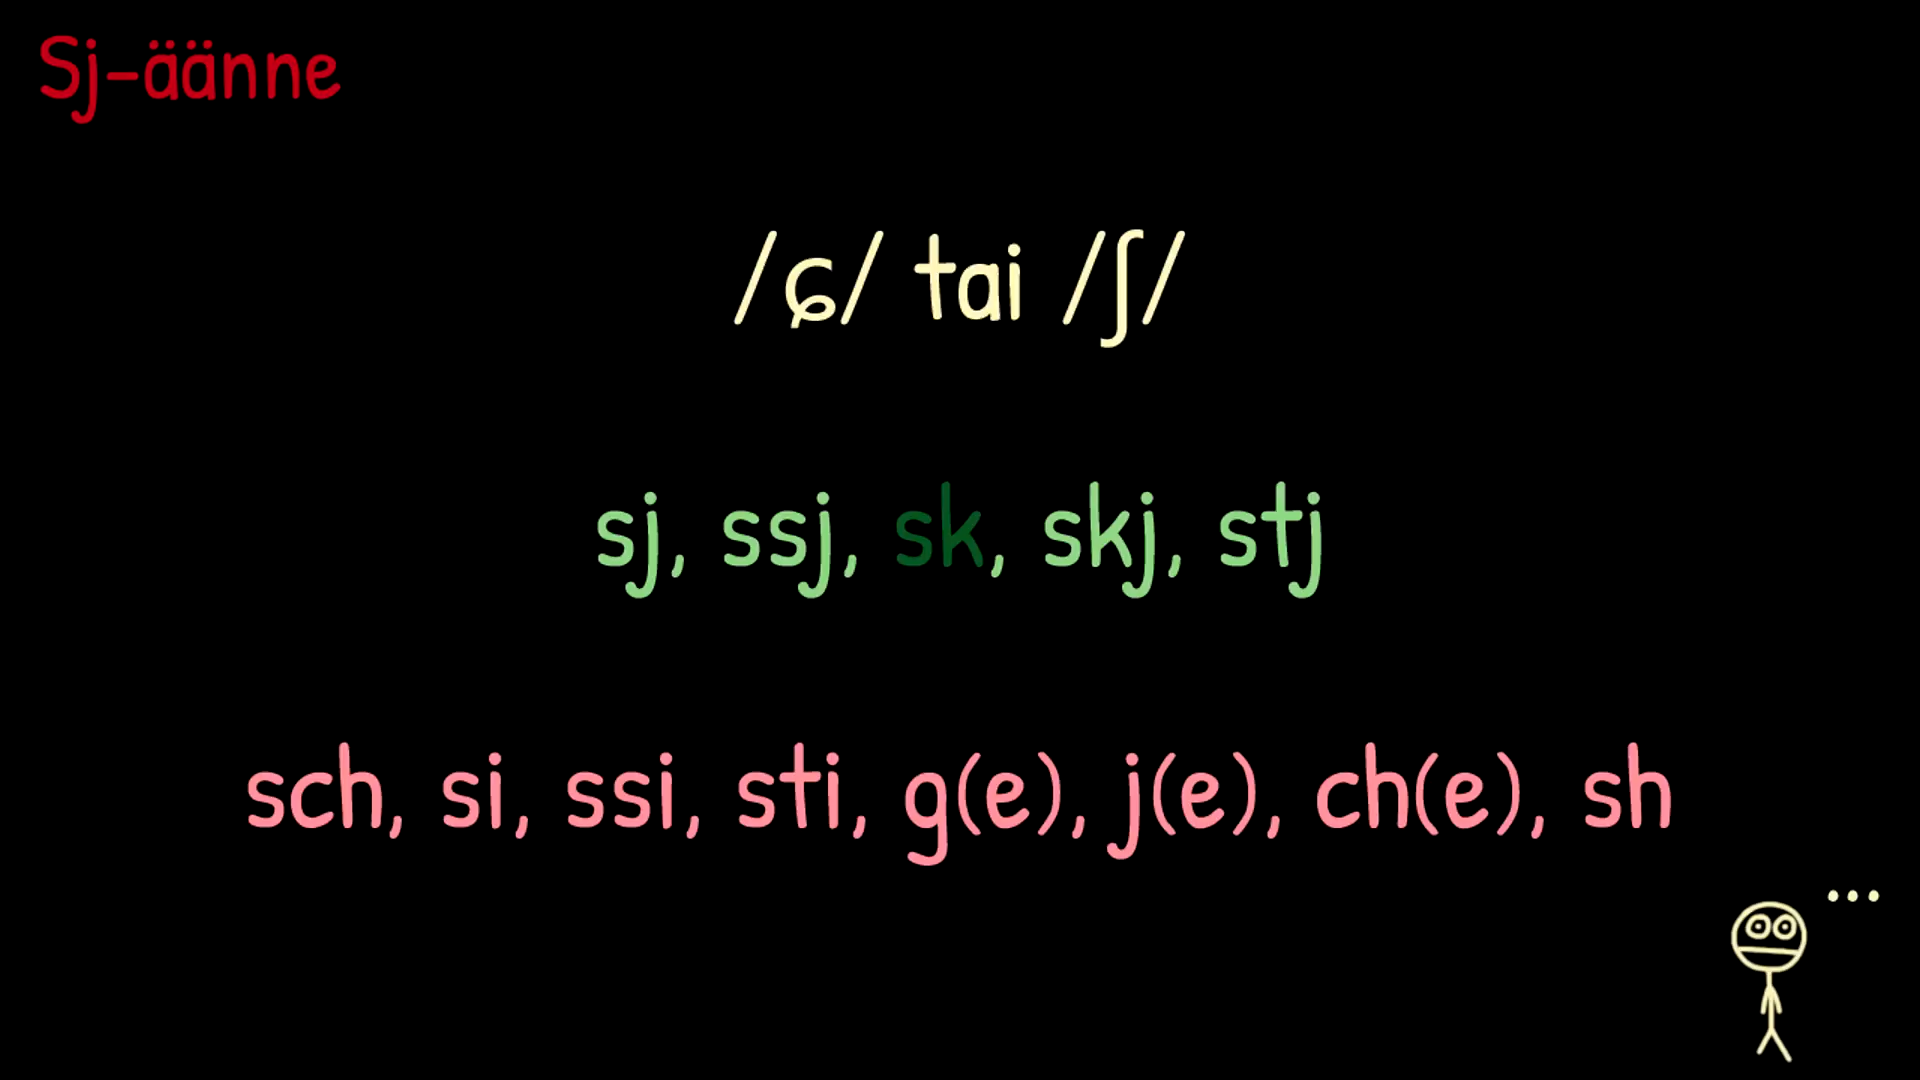 Sj-äänne
/ɕ/ tai /ʃ/
sj, ssj, sk, skj, stj
sch, si, ssi, sti, g(e), j(e), ch(e), sh
...